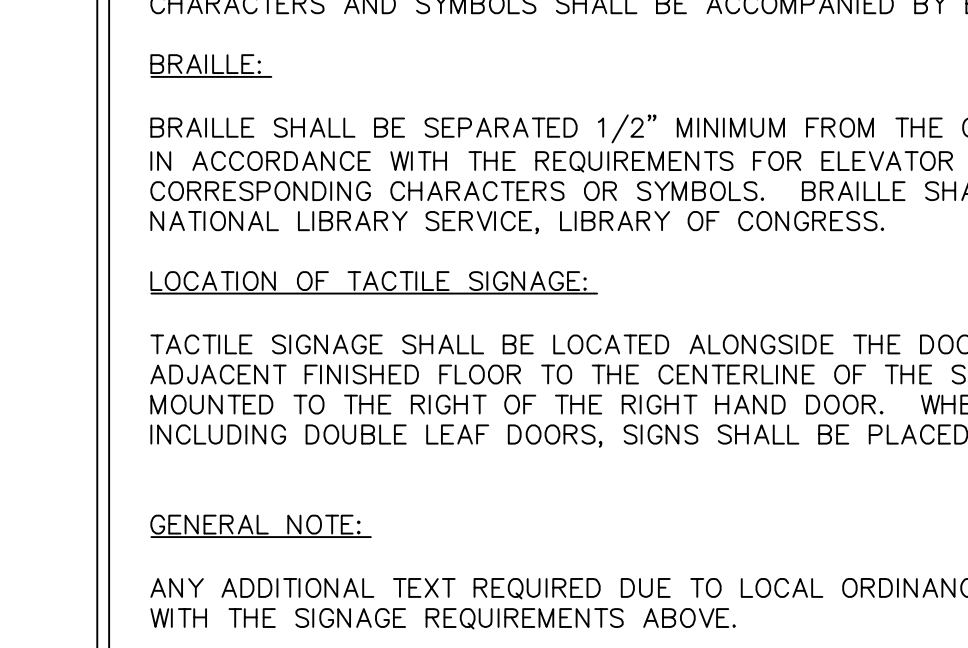 CHARACTERS AND SYMBOLS SHALL BE ACCOMPANIED BY
BRAILLE:
BRAILLE SHALL BE SEPARATED 1/2” MINIMUM FROM THE
IN ACCORDANCE WITH THE REQUIREMENTS FOR ELEVATOR
CORRESPONDING CHARACTERS OR SYMBOLS. BRAILLE
NATIONAL LIBRARY SERVICE, LIBRARY OF CONGRESS.
LOCATION OF TACTILE SIGNAGE:
TACTILE SIGNAGE SHALL BE LOCATED ALONGSIDE THE
ADJACENT FINISHED FLOOR TO THE CENTERLINE OF THE
MOUNTED TO THE RIGHT OF THE RIGHT HAND DOOR.
INCLUDING DOUBLE LEAF DOORS, SIGNS SHALL BE PLACED
GENERAL NOTE:
ANY ADDITIONAL TEXT REQUIRED DUE TO LOCAL
WITH THE SIGNAGE REQUIREMENTS ABOVE.